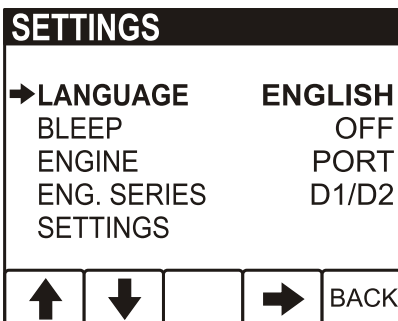 SETTINGS
LANGUAGE ENGLISH
BLEEP OFF
ENGINE PORT
ENG. SERIES D1/D2
SETTINGS
BACK